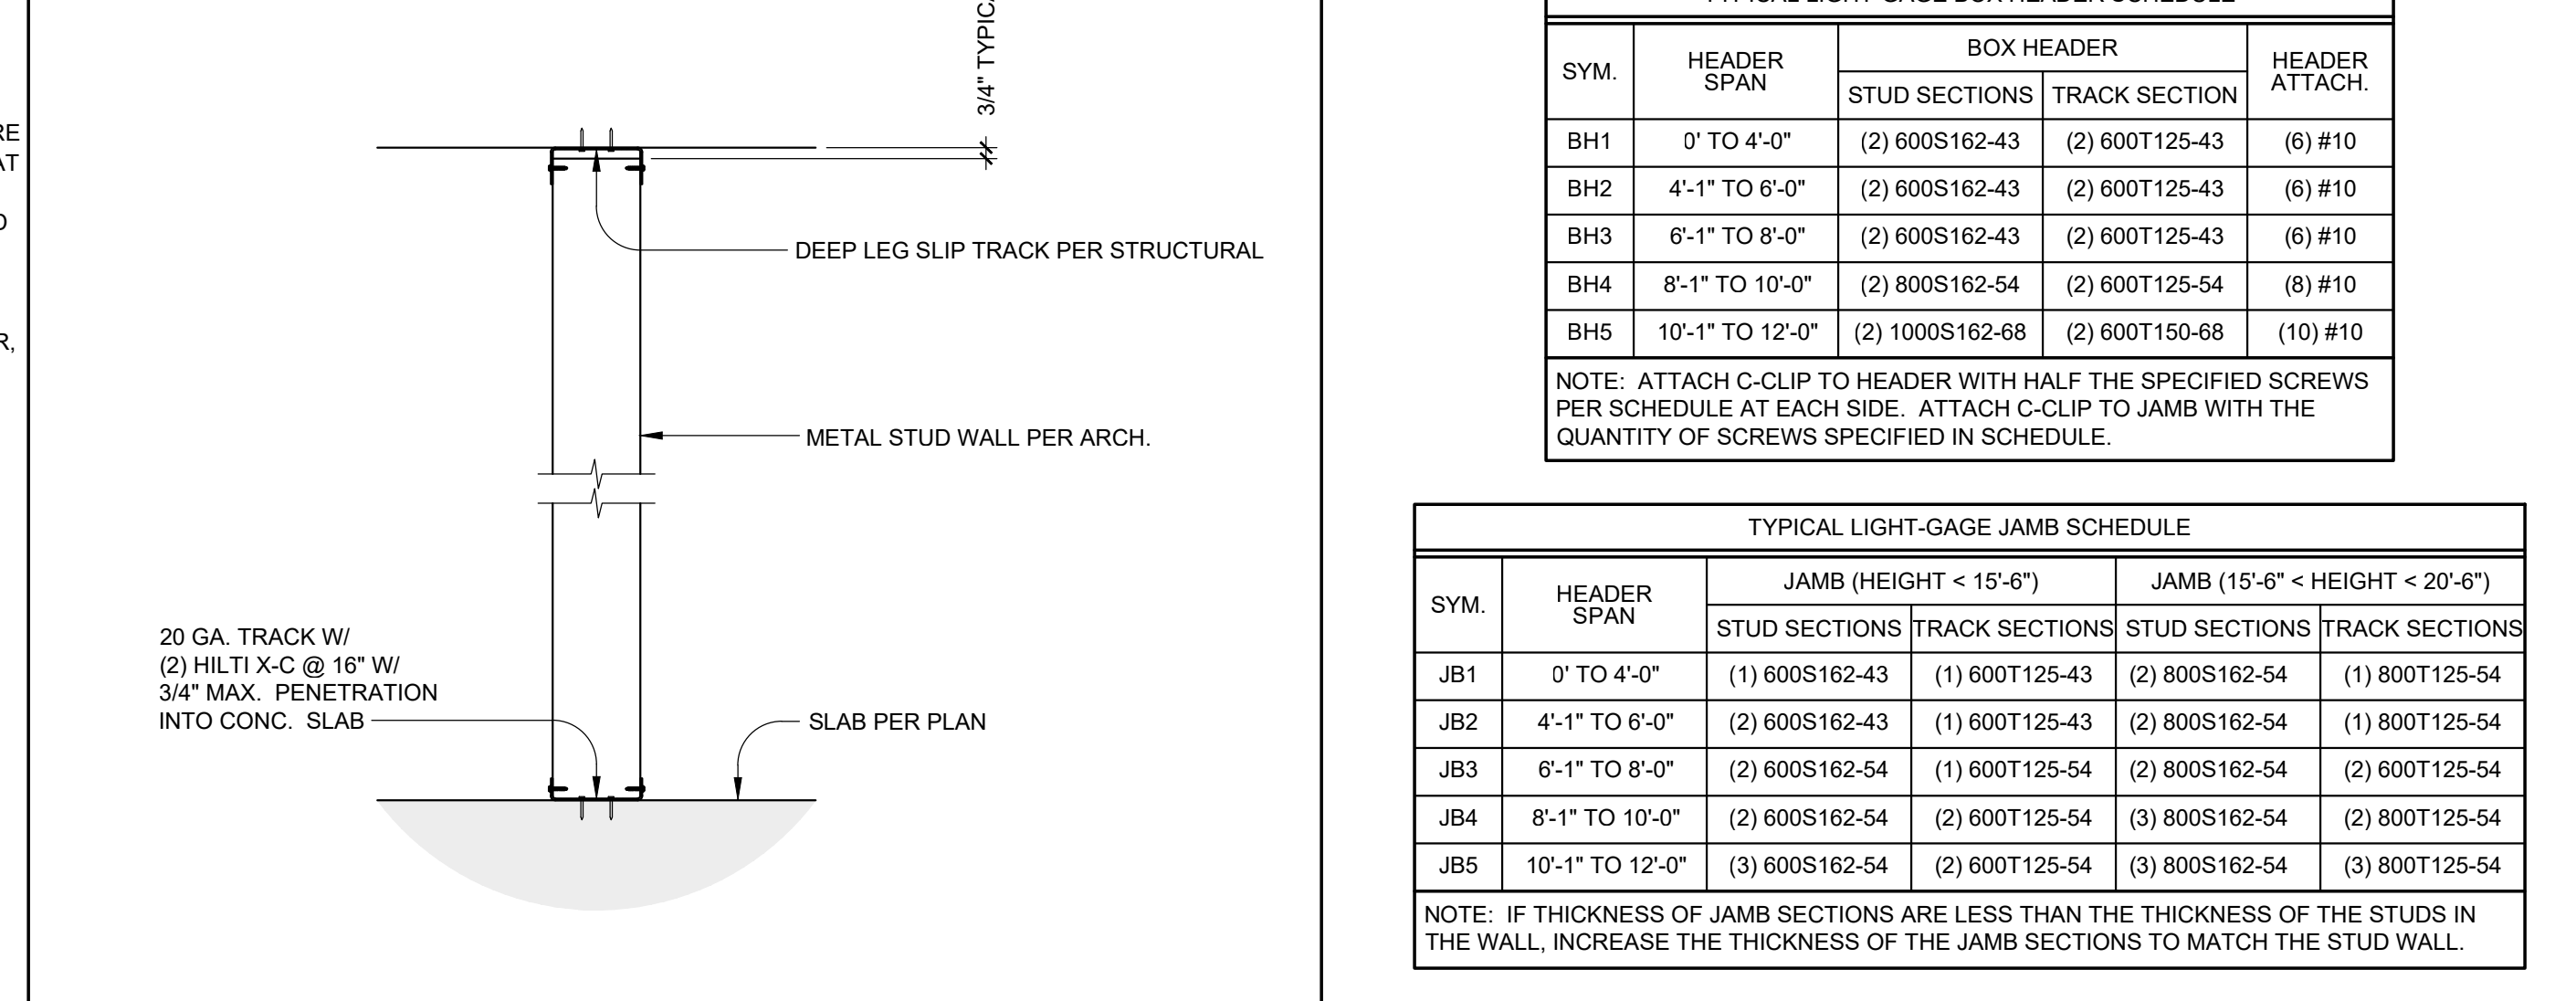 3/4" TYPICA
RE
AT
R,
DEEP LEG SLIP TRACK PER STRUCTURAL
METAL STUD WALL PER ARCH.
20 GA. TRACK W/
(2) HILTI X-C @ 16" W/
3/4" MAX. PENETRATION
INTO CONC. SLAB
SLAB PER PLAN
TYPICAL LIGHT-GAGE BOX HEADER SCHEDULE
SYM. HEADER SPAN BOX HEADER HEADER ATTACH.
STUD SECTIONS TRACK SECTION
BH1 0' TO 4'-0" (2) 600S162-43 (2) 600T125-43 (6) #10
BH2 4'-1" TO 6'-0" (2) 600S162-43 (2) 600T125-43 (6) #10
BH3 6'-1" TO 8'-0" (2) 600S162-43 (2) 600T125-43 (6) #10
BH4 8'-1" TO 10'-0" (2) 800S162-54 (2) 600T125-54 (8) #10
BH5 10'-1" TO 12'-0" (2) 1000S162-68 (2) 600T150-68 (10) #10
NOTE: ATTACH C-CLIP TO HEADER WITH HALF THE SPECIFIED SCREWS
PER SCHEDULE AT EACH SIDE. ATTACH C-CLIP TO JAMB WITH THE
QUANTITY OF SCREWS SPECIFIED IN SCHEDULE.
TYPICAL LIGHT-GAGE JAMB SCHEDULE
SYM. HEADER SPAN JAMB (HEIGHT < 15'-6") JAMB (15'-6" < HEIGHT < 20'-6")
STUD SECTIONS TRACK SECTIONS STUD SECTIONS TRACK SECTIONS
JB1 0' TO 4'-0" (1) 600S162-43 (1) 600T125-43 (2) 800S162-54 (1) 800T125-54
JB2 4'-1" TO 6'-0" (2) 600S162-43 (1) 600T125-43 (2) 800S162-54 (1) 800T125-54
JB3 6'-1" TO 8'-0" (2) 600S162-54 (1) 600T125-54 (2) 800S162-54 (2) 600T125-54
JB4 8'-1" TO 10'-0" (2) 600S162-54 (2) 600T125-54 (3) 800S162-54 (2) 800T125-54
JB5 10'-1" TO 12'-0" (3) 600S162-54 (2) 600T125-54 (3) 800S162-54 (3) 800T125-54
NOTE: IF THICKNESS OF JAMB SECTIONS ARE LESS THAN THE THICKNESS OF THE STUDS IN
THE WALL, INCREASE THE THICKNESS OF THE JAMB SECTIONS TO MATCH THE STUD WALL.